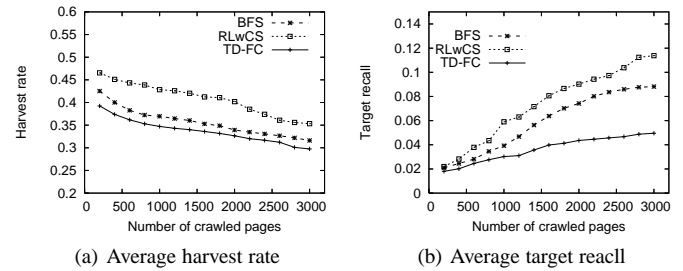 0.6
0.55
0.5
0.45
0.4
0.35
0.3
0.25
0.2
Harvest rate
BFS
RLwCS
TD-FC
0 500 1000 1500 2000 2500 3000
Number of crawled pages
(a) Average harvest rate
0.14
0.12
0.1
0.08
0.06
0.04
0.02
0
Target recall
BFS
RLwCS
TD-FC
0 500 1000 1500 2000 2500 3000
Number of crawled pages
(b) Average target reacll